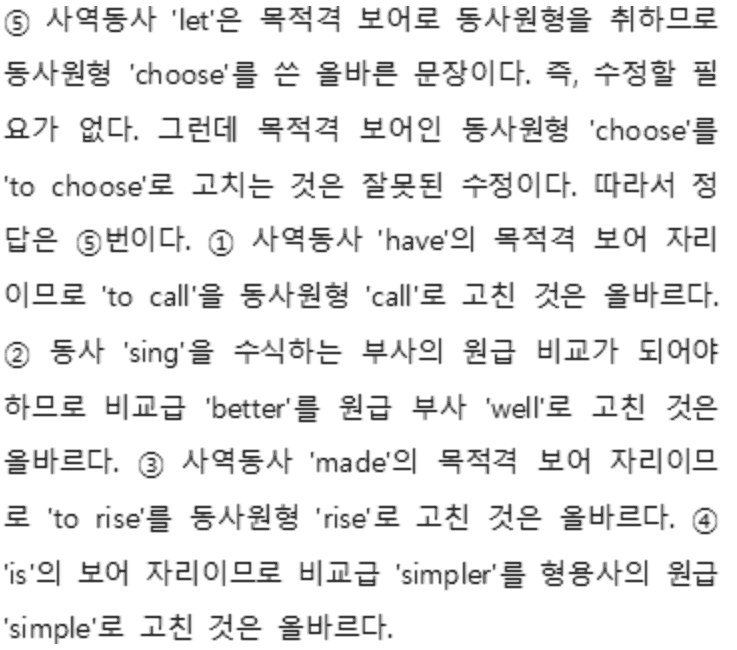 ⑤ 사역동사 'let'은 목적격 보어로 동사원형을 취하므로
동사원형 'choose'를 쓴 올바른 문장이다. 즉, 수정할 필
요가 없다. 그런데 목적격 보어인 동사원형 'choose'를
'to choose'로 고치는 것은 잘못된 수정이다. 따라서 정
답은 ⑤번이다. ① 사역동사 'have'의 목적격 보어 자리
이므로 'to call'을 동사원형 'call'로 고친 것은 올바르다.
② 동사 'sing'을 수식하는 부사의 원급 비교가 되어야
하므로 비교급 'better'를 원급 부사 'well'로 고친 것은
올바르다. ③ 사역동사 'made'의 목적격 보어 자리이므
로 'to rise'를 동사원형 'rise'로 고친 것은 올바르다. ④
'is'의 보어 자리이므로 비교급 'simpler'를 형용사의 원급
'simple'로 고친 것은 올바르다.